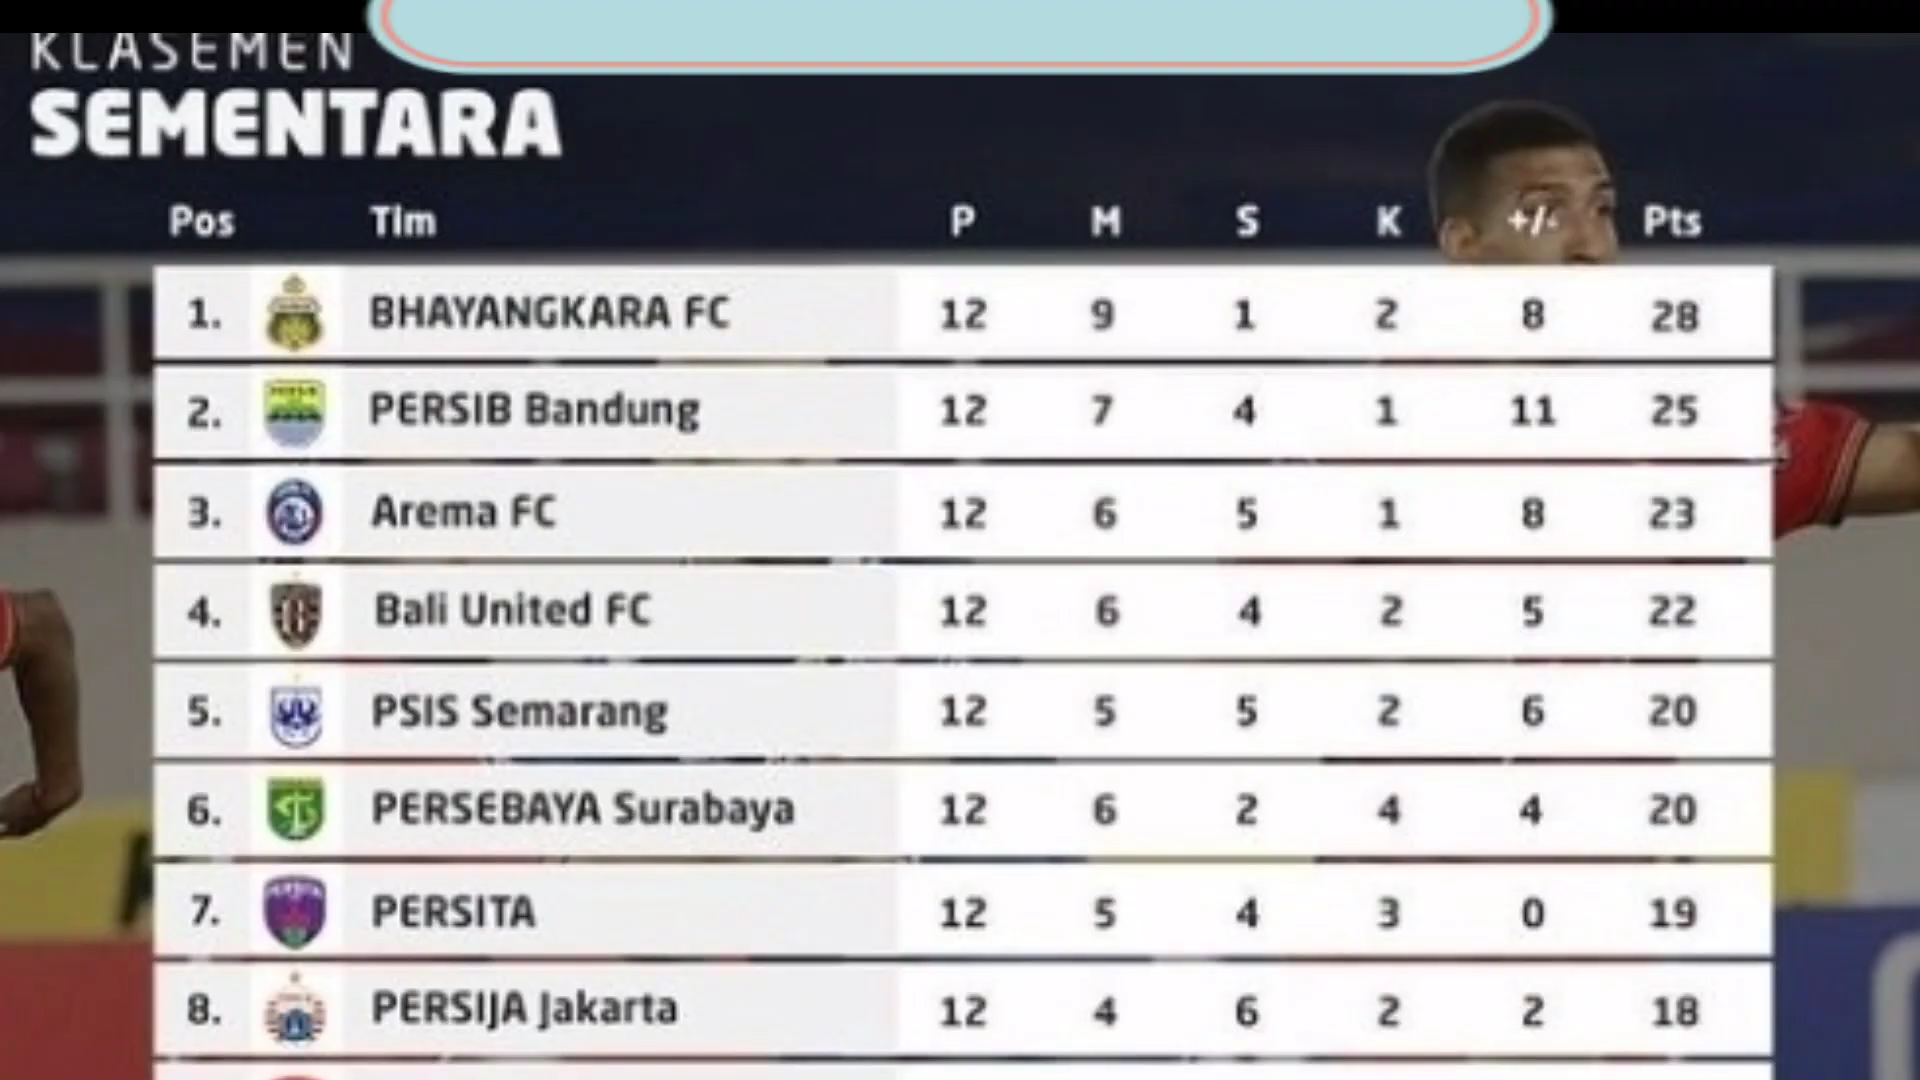 KLASEMEN
SEMENTARA
Pos Tim P M S K +/- Pts
1. BHAYANGKARA FC 12 9 1 2 8 28
2. PERSIB Bandung 12 7 4 1 11 25
3. Arema FC 12 6 5 1 8 23
4. Bali United FC 12 6 4 2 5 22
5. PSIS Semarang 12 5 5 2 6 20
6. PERSEBAYA Surabaya 12 6 2 4 4 20
7. PERSITA 12 5 4 3 0 19
8. PERSIJA Jakarta 12 4 6 2 2 18